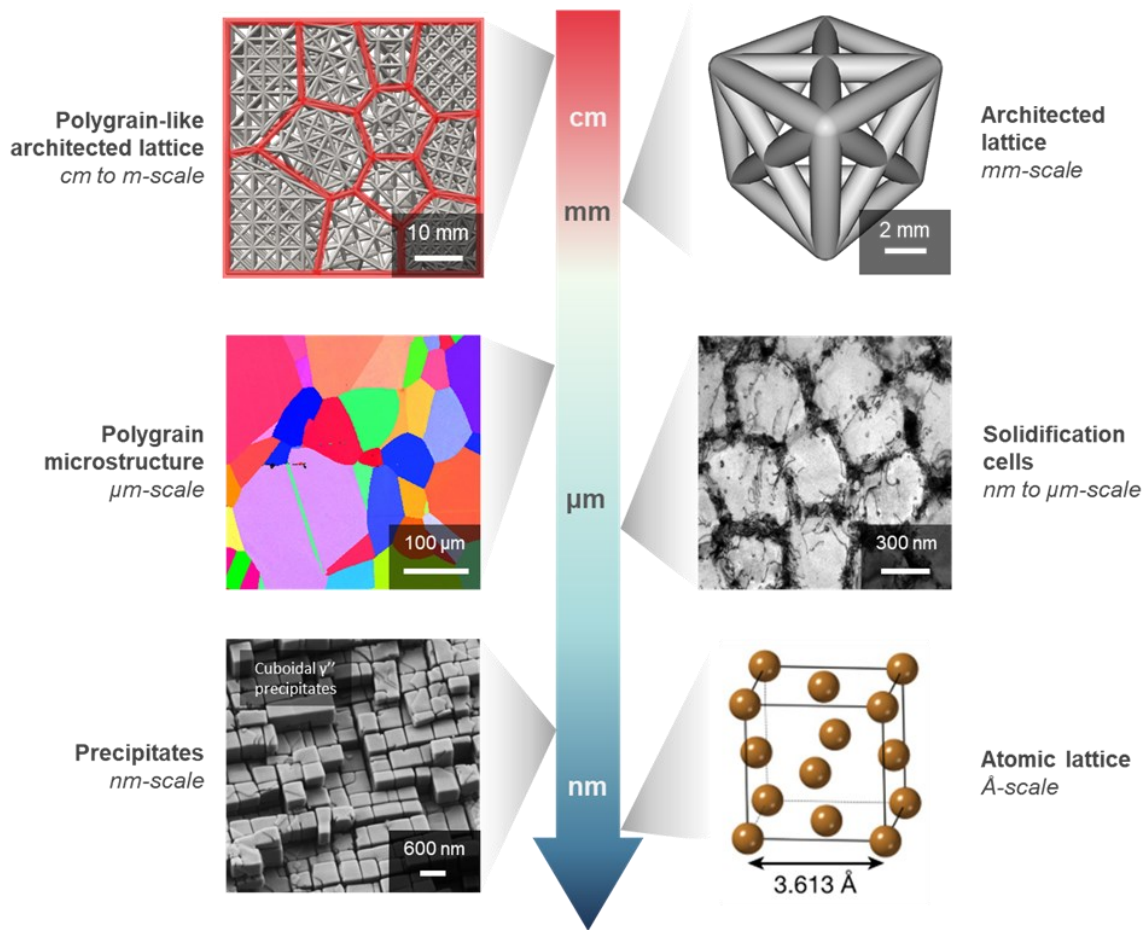 Polygrain-like
architected lattice
cm to m-scale
10 mm
cm
mm
Architected
lattice
mm-scale
2 mm
Polygrain
microstructure
µm-scale
100 µm
µm
Solidification
cells
nm to µm-scale
300 nm
Cuboidal γ′′
precipitates
Precipitates
nm-scale
600 nm
nm
Atomic lattice
Å-scale
3.613 Å